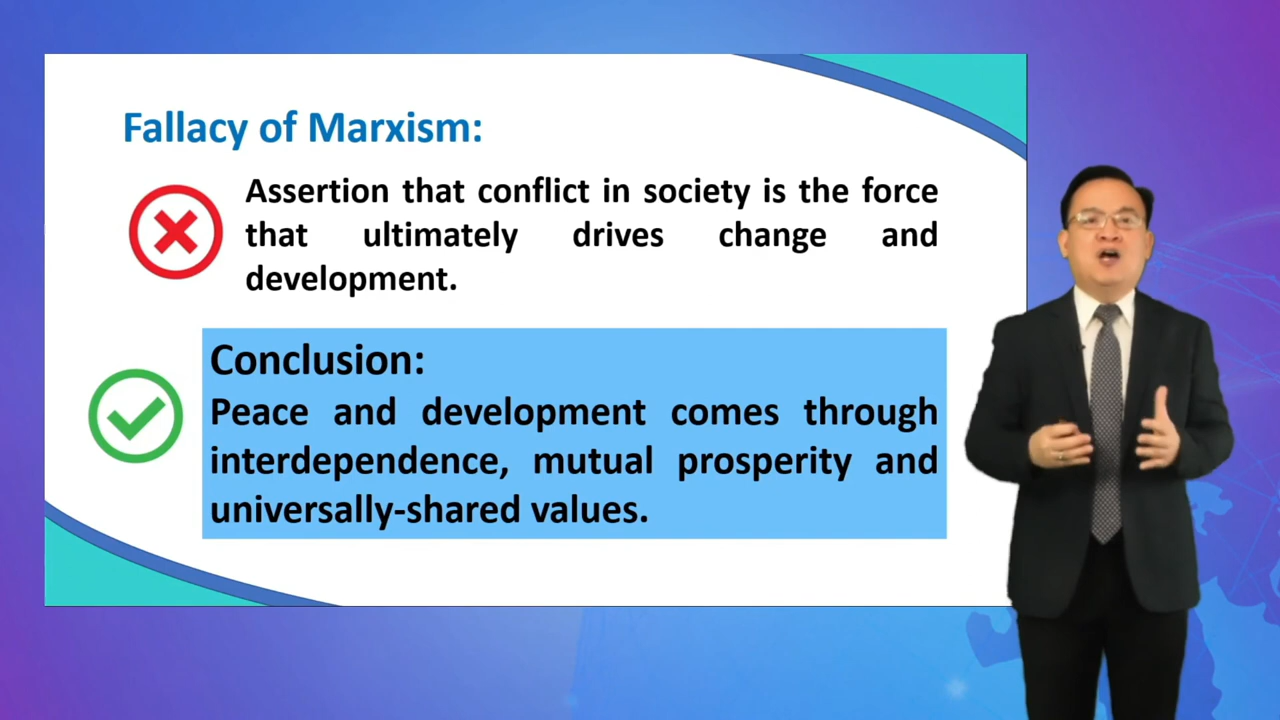 Fallacy of Marxism:
Assertion that conflict in society is the force
that ultimately drives change and
development.
Conclusion:
Peace and development comes through
interdependence, mutual prosperity and
universally-shared values.